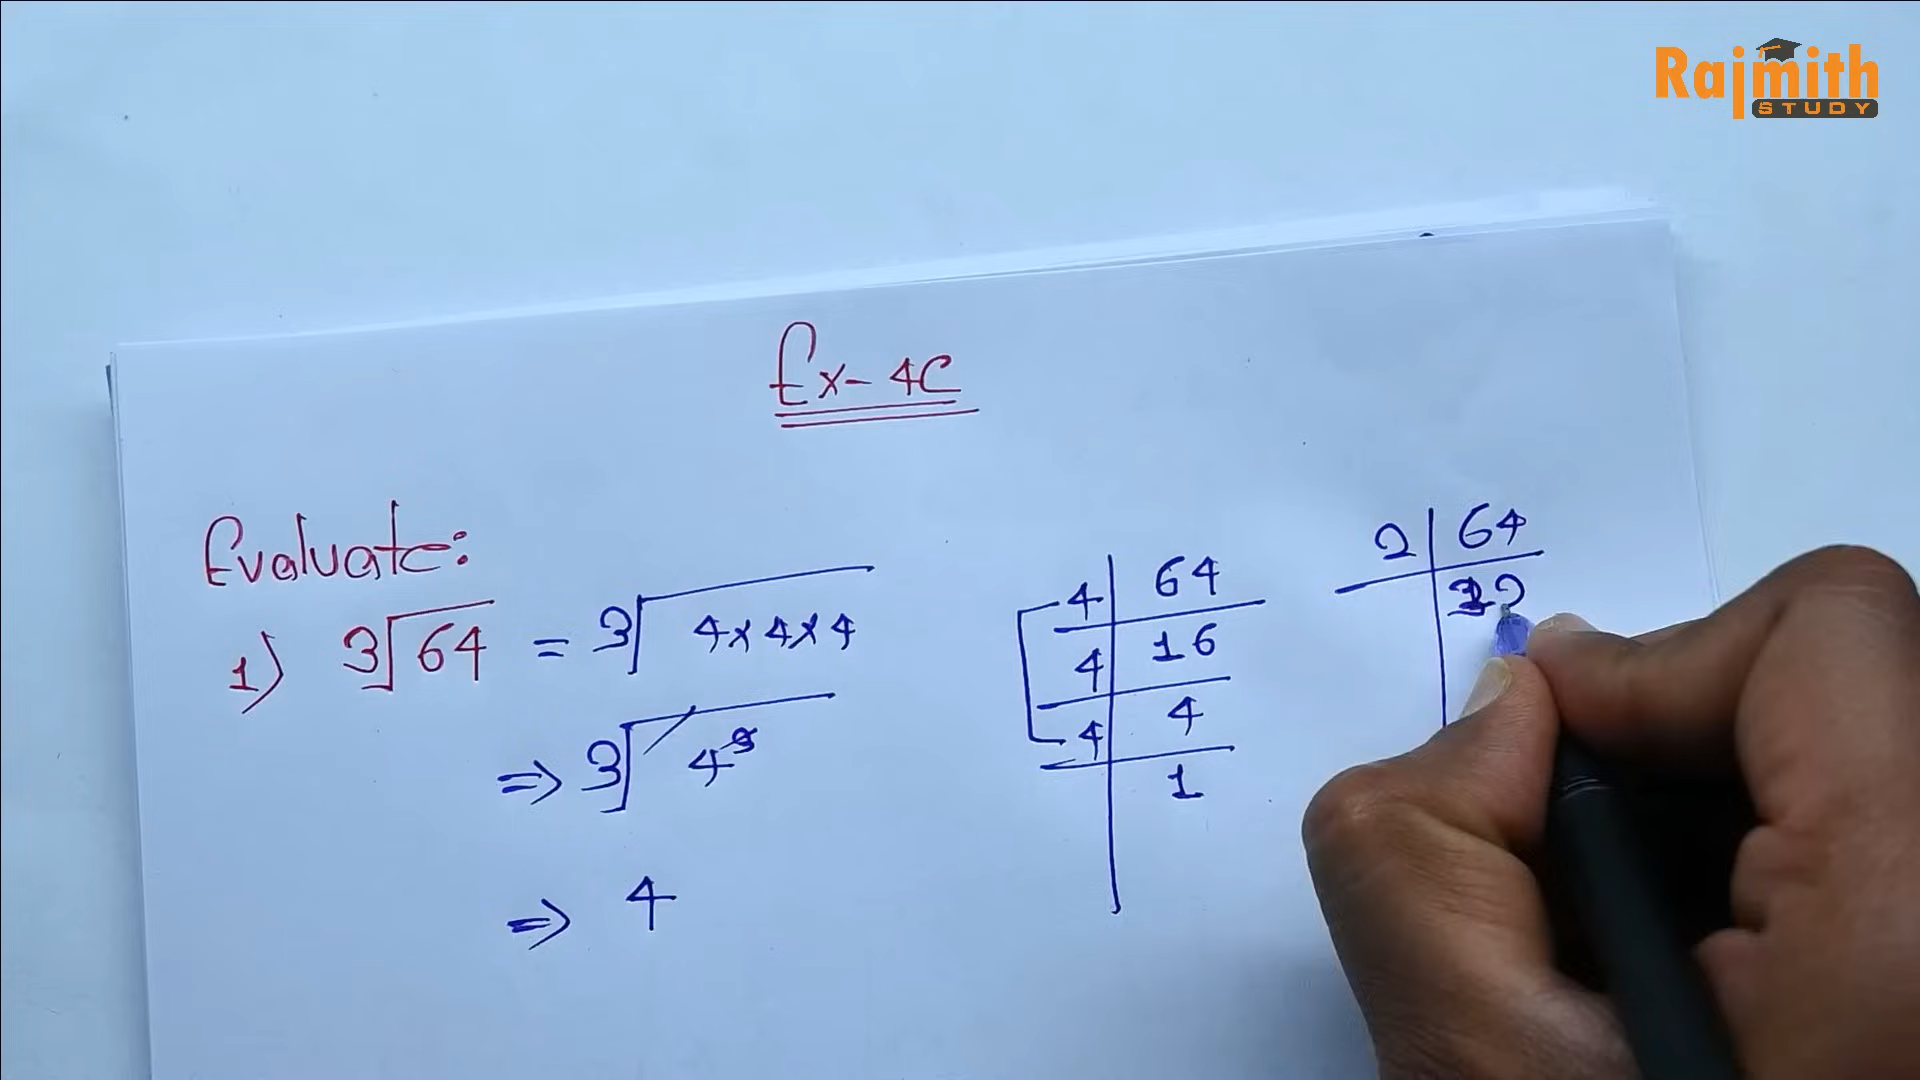 Rajmith
STUDY
Ex-4C
Evaluate:
1) 3√64 = 3√4×4×4
⇒ 3√4³
⇒ 4
4 | 64
4 | 16
4 | 4
1
2 | 64